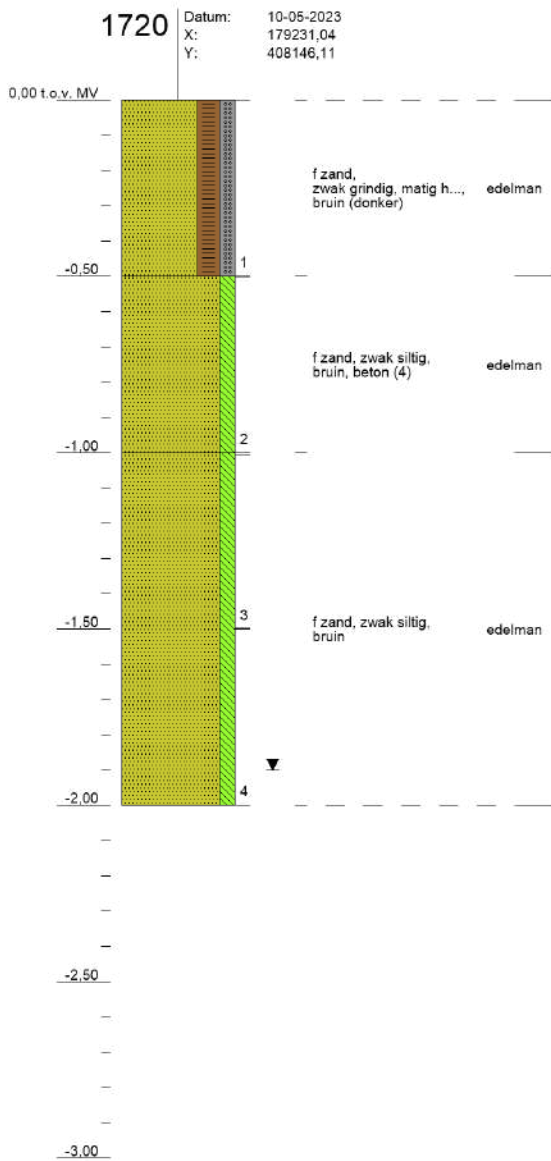 1720
Datum: 10-05-2023
X: 179231,04
Y: 408146,11
0,00 t.o.v. MV
f zand,
zwak grindig, matig h..., edelman
bruin (donker)
1
-0,50
f zand, zwak siltig,
bruin, beton (4) edelman
2
-1,00
3
-1,50
f zand, zwak siltig,
bruin edelman
4
-2,00
-2,50
-3,00